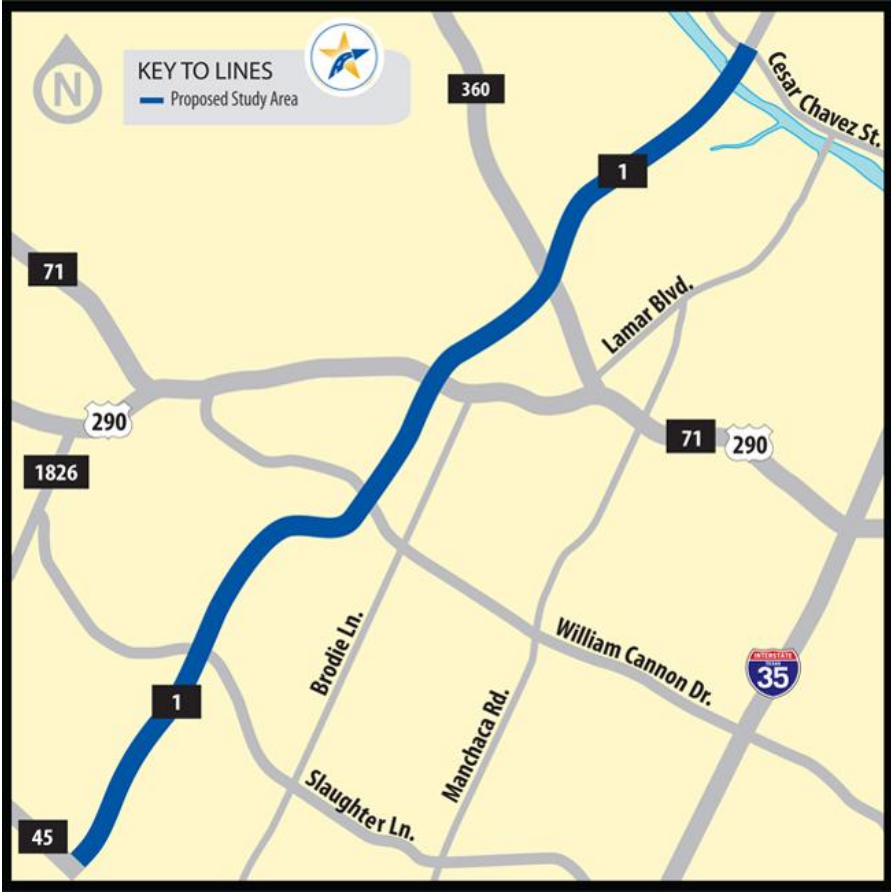 N
KEY TO LINES
Proposed Study Area
360
Cesar Chavez St.
1
71
Lamar Blvd.
290
71
290
1826
Brodie Ln.
William Cannon Dr.
INTERSTATE
TEXAS
35
1
Manchaca Rd.
Slaughter Ln.
45